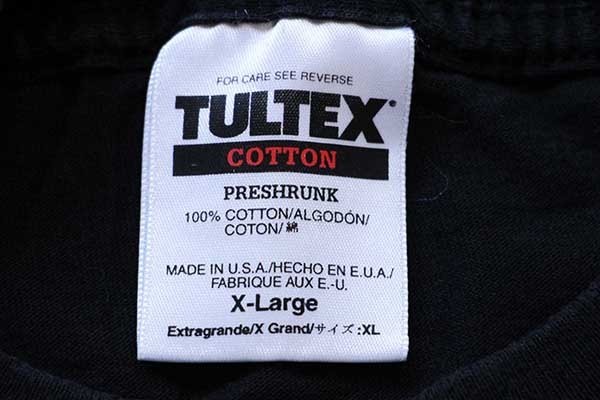 FOR CARE SEE REVERSE
TULTEX®
COTTON
PRESHRUNK
100% COTTON/ALGODÓN/
COTON/綿
MADE IN U.S.A./HECHO EN E.U.A./
FABRIQUE AUX E.-U.
X-Large
Extragrande/X Grand/サイズ:XL